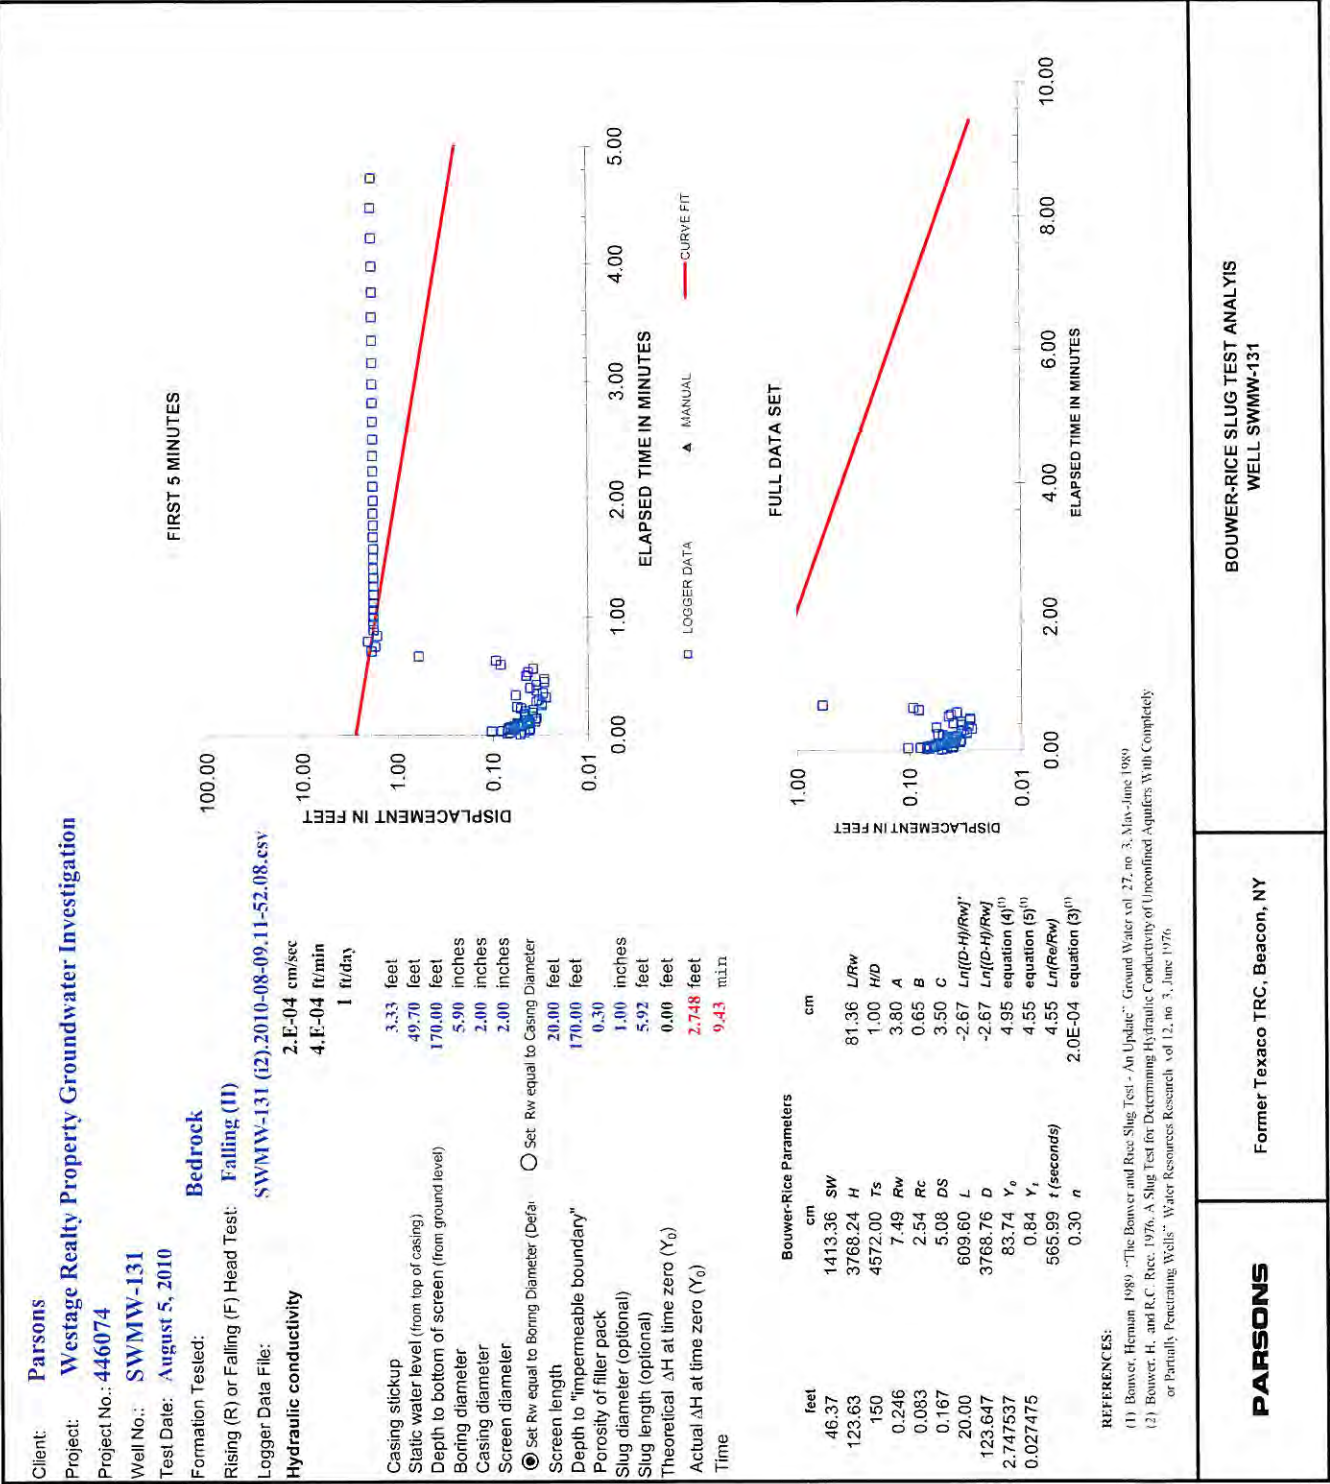 Client: Parsons
Project: Westage Realty Property Groundwater Investigation
Project No.: 446074
Well No.: SWMW-131
Test Date: August 5, 2010
Formation Tested: Bedrock
Rising (R) or Falling (F) Head Test: Falling (II)
Logger Data File: SWMW-131 (i2).2010-08-09.11-52.08.csv
Hydraulic conductivity 2.E-04 cm/sec
4.E-04 ft/min
1 ft/day
Casing stickup 3.33 feet
Static water level (from top of casing) 49.70 feet
Depth to bottom of screen (from ground level) 170.00 feet
Boring diameter 5.90 inches
Casing diameter 2.00 inches
Screen diameter 2.00 inches
Set Rw equal to Boring Diameter (Defa Set Rw equal to Casing Diameter
Screen length 20.00 feet
Depth to "impermeable boundary" 170.00 feet
Porosity of filler pack 0.30
Slug diameter (optional) 1.00 inches
Slug length (optional) 5.92 feet
Theoretical ΔH at time zero (Y₀) 0.00 feet
Actual ΔH at time zero (Y₀) 2.748 feet
Time 9.43 min
FIRST 5 MINUTES
100.00
10.00
1.00
0.10
0.01
DISPLACEMENT IN FEET
0.00 1.00 2.00 3.00 4.00 5.00
ELAPSED TIME IN MINUTES
LOGGER DATA MANUAL CURVE FIT
Bouwer-Rice Parameters
feet cm cm
46.37 1413.36 SW 81.36 L/Rw
123.63 3768.24 H 1.00 H/D
150 4572.00 Ts 3.80 A
0.246 7.49 Rw 0.65 B
0.083 2.54 Rc 3.50 C
0.167 5.08 DS -2.67 Ln[(D-H)/Rw]'
20.00 609.60 L -2.67 Ln[(D-H)/Rw]
123.647 3768.76 D 4.95 equation (4)⁽¹⁾
2.747537 83.74 Y₀ 4.55 equation (5)⁽¹⁾
0.027475 0.84 Yₜ 4.55 Ln(Re/Rw)
565.99 t (seconds) 2.0E-04 equation (3)⁽¹⁾
0.30 n
FULL DATA SET
1.00
0.10
0.01
DISPLACEMENT IN FEET
0.00 2.00 4.00 6.00 8.00 10.00
ELAPSED TIME IN MINUTES
REFERENCES:
(1) Bouwer, Herman 1989. "The Bouwer and Rice Slug Test - An Update" Ground Water vol 27, no 3, May-June 1989
(2) Bouwer, H. and R.C. Rice. 1976. A Slug Test for Determining Hydraulic Conductivity of Unconfined Aquifers With Completely
or Partially Penetrating Wells" Water Resources Research vol 12, no 3, June 1976
PARSONS
Former Texaco TRC, Beacon, NY
BOUWER-RICE SLUG TEST ANALYIS
WELL SWMW-131